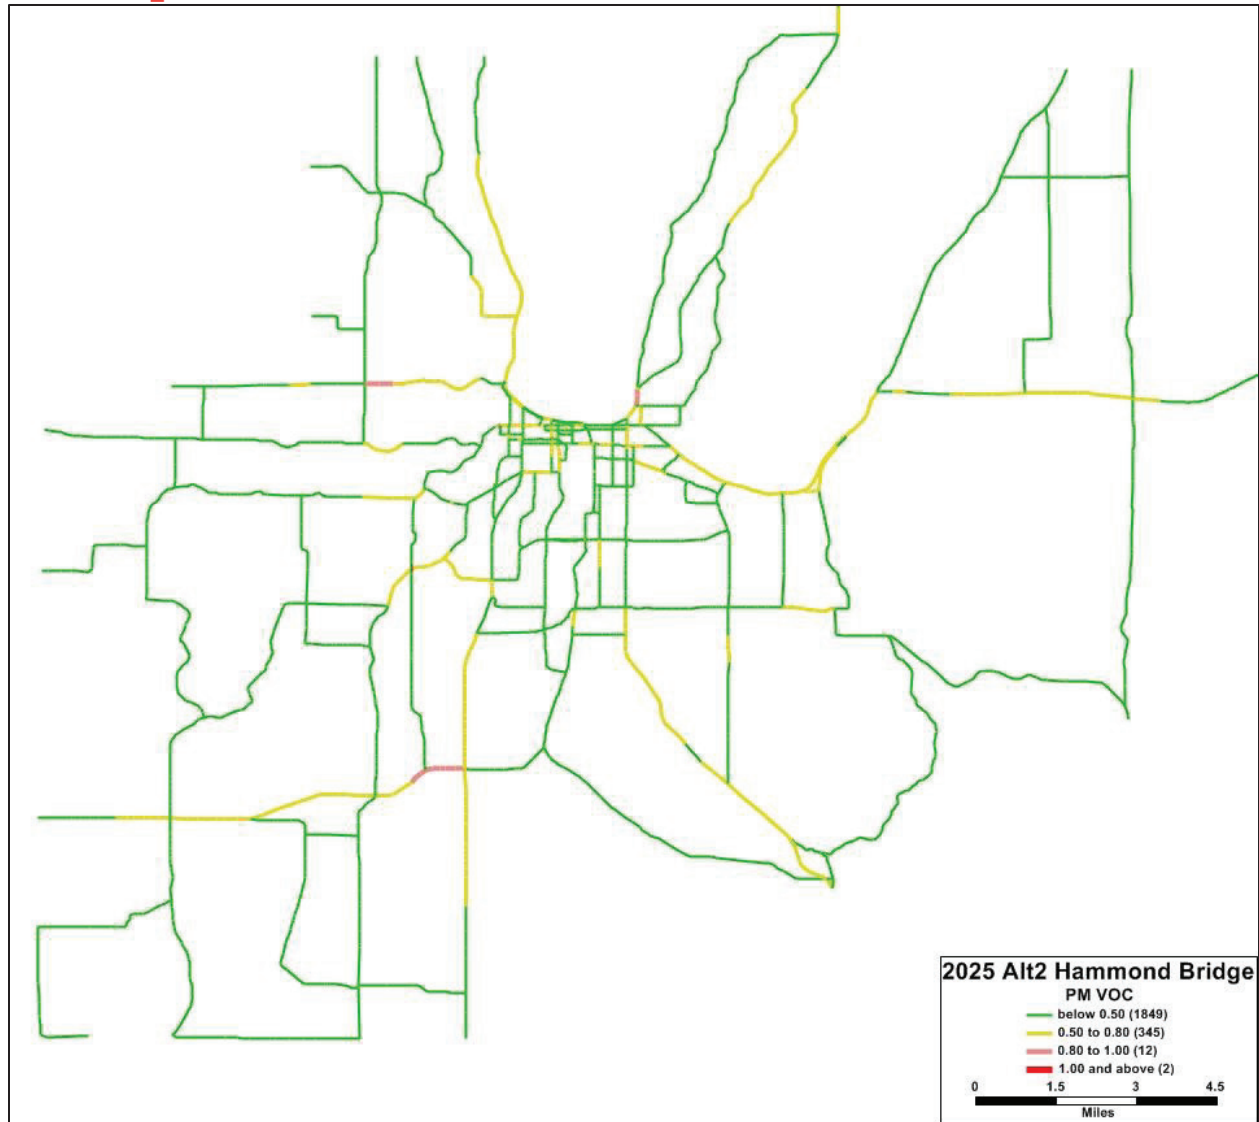 2025 Alt2 Hammond Bridge
PM VOC
below 0.50 (1849)
0.50 to 0.80 (345)
0.80 to 1.00 (12)
1.00 and above (2)
0 1.5 3 4.5
Miles